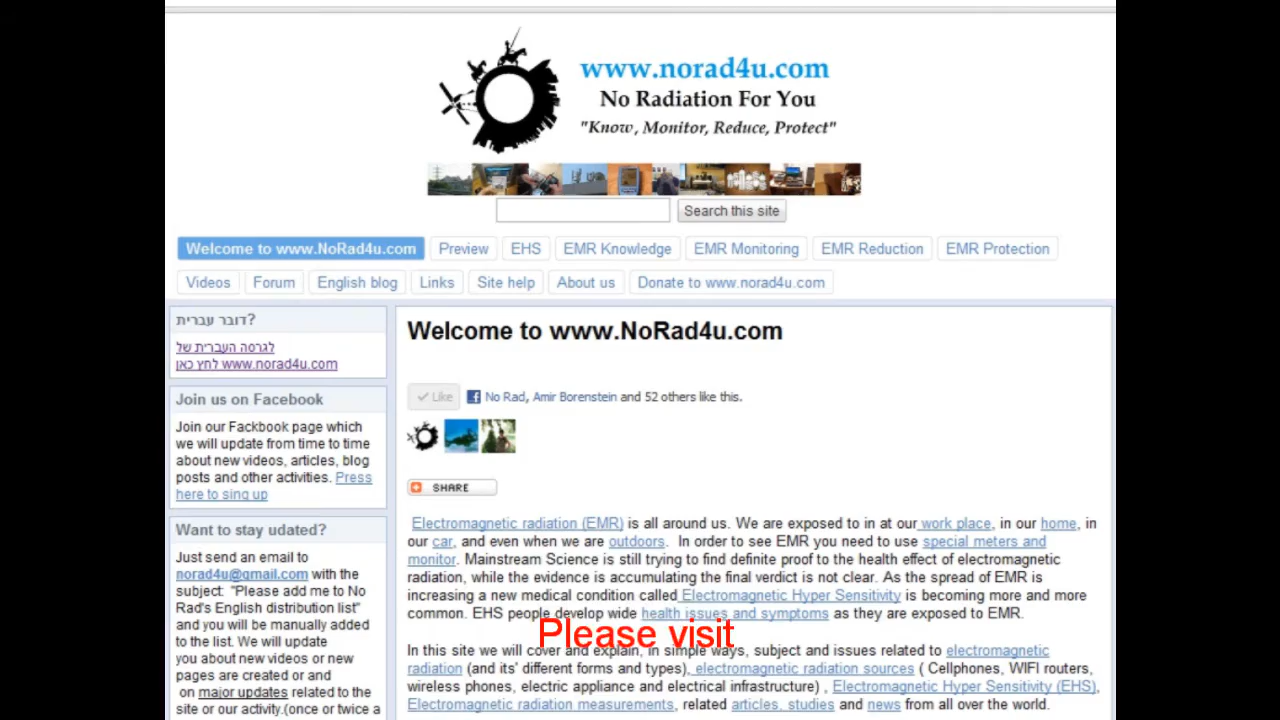 www.norad4u.com
No Radiation For You
"Know, Monitor, Reduce, Protect"
Search this site
Welcome to www.NoRad4u.com
Preview
EHS
EMR Knowledge
EMR Monitoring
EMR Reduction
EMR Protection
Videos
Forum
English blog
Links
Site help
About us
Donate to www.norad4u.com
דובר עברית?
לגרסה העברית של
www.norad4u.com לחץ כאן
Join us on Facebook
Join our Fackbook page which
we will update from time to time
about new videos, articles, blog
posts and other activities. Press
here to sing up
Want to stay udated?
Just send an email to
norad4u@gmail.com with the
subject: "Please add me to No
Rad's English distribution list"
and you will be manually added
to the list. We will update
you about new videos or new
pages are created or and
on major updates related to the
site or our activity.(once or twice a
Welcome to www.NoRad4u.com
Like
No Rad, Amir Borenstein and 52 others like this.
SHARE
Electromagnetic radiation (EMR) is all around us. We are exposed to in at our work place, in our home, in
our car, and even when we are outdoors. In order to see EMR you need to use special meters and
monitor. Mainstream Science is still trying to find definite proof to the health effect of electromagnetic
radiation, while the evidence is accumulating the final verdict is not clear. As the spread of EMR is
increasing a new medical condition called Electromagnetic Hyper Sensitivity is becoming more and more
common. EHS people develop wide health issues and symptoms as they are exposed to EMR.
Please visit
In this site we will cover and explain, in simple ways, subject and issues related to electromagnetic
radiation (and its' different forms and types), electromagnetic radiation sources ( Cellphones, WIFI routers,
wireless phones, electric appliance and electrical infrastructure) , Electromagnetic Hyper Sensitivity (EHS),
Electromagnetic radiation measurements, related articles, studies and news from all over the world.